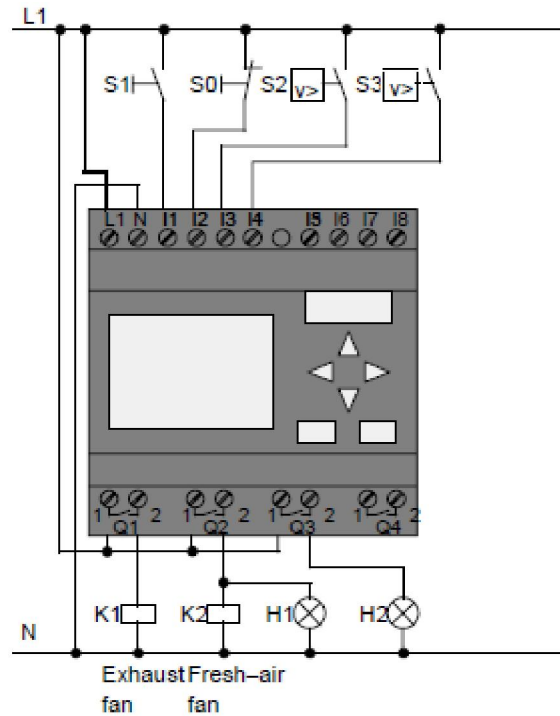 L1
S1 S0 S2 v> S3 v>
L1 N I1 I2 I3 I4 I5 I6 I7 I8
1 2 1 2 1 2 1 2
Q1 Q2 Q3 Q4
K1 K2 H1 H2
N
Exhaust Fresh–air
fan fan